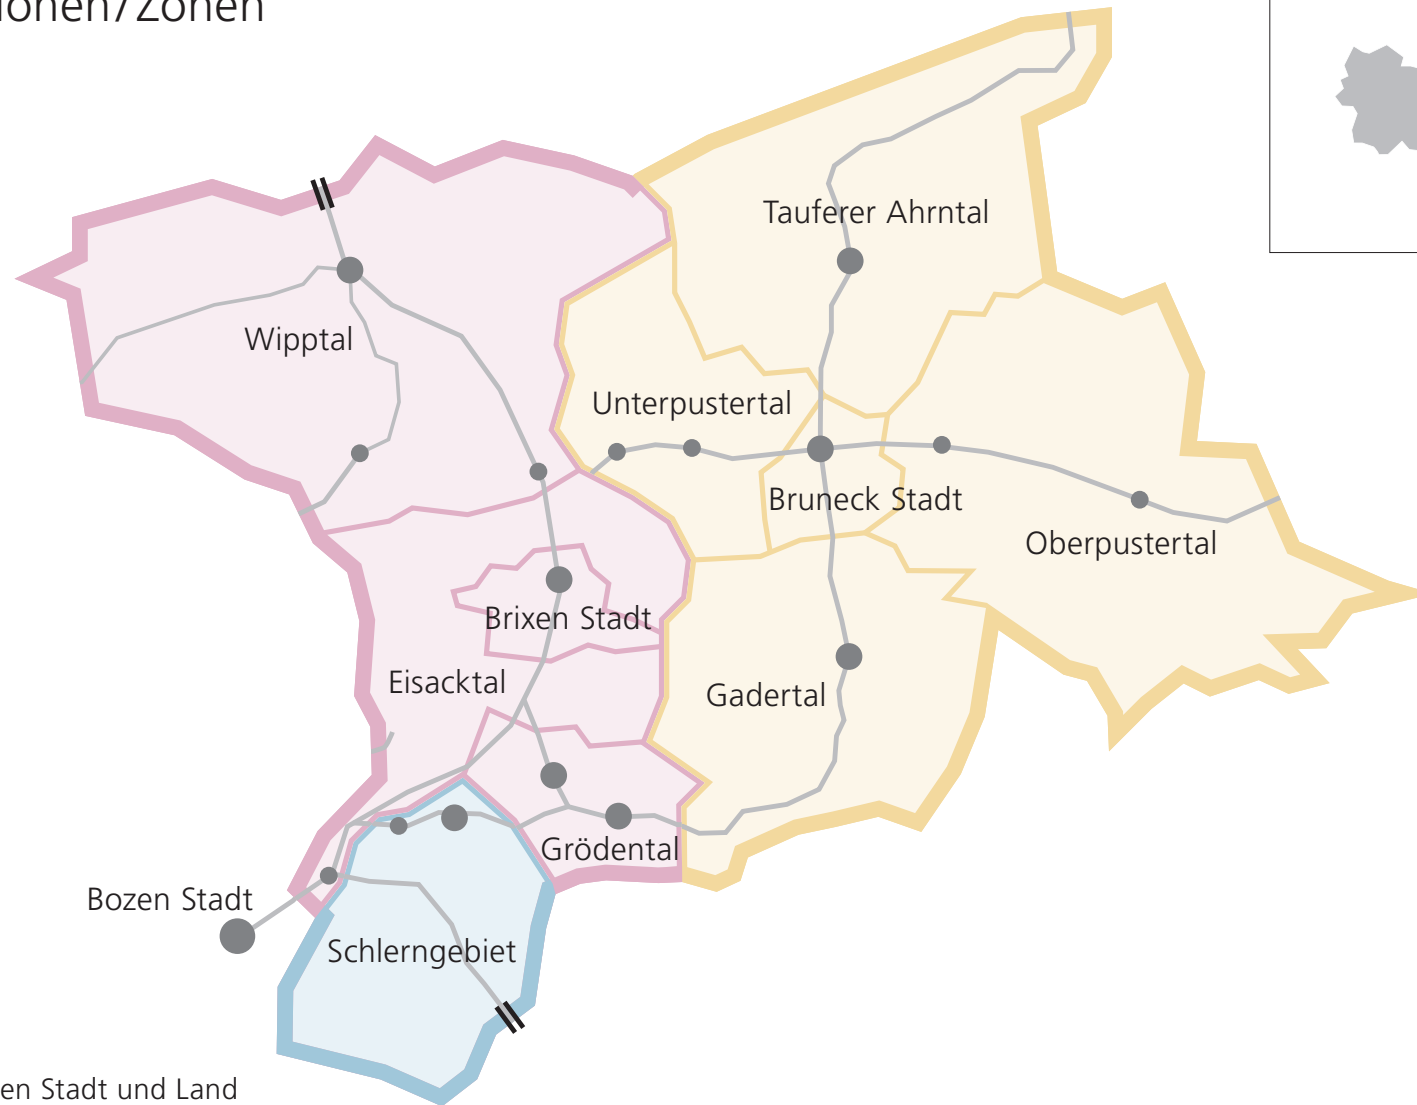 ionen/Zonen
Tauferer Ahrntal
Wipptal
Unterpustertal
Bruneck Stadt
Oberpustertal
Brixen Stadt
Eisacktal
Gadertal
Grödental
Bozen Stadt
Schlerngebiet
en Stadt und Land